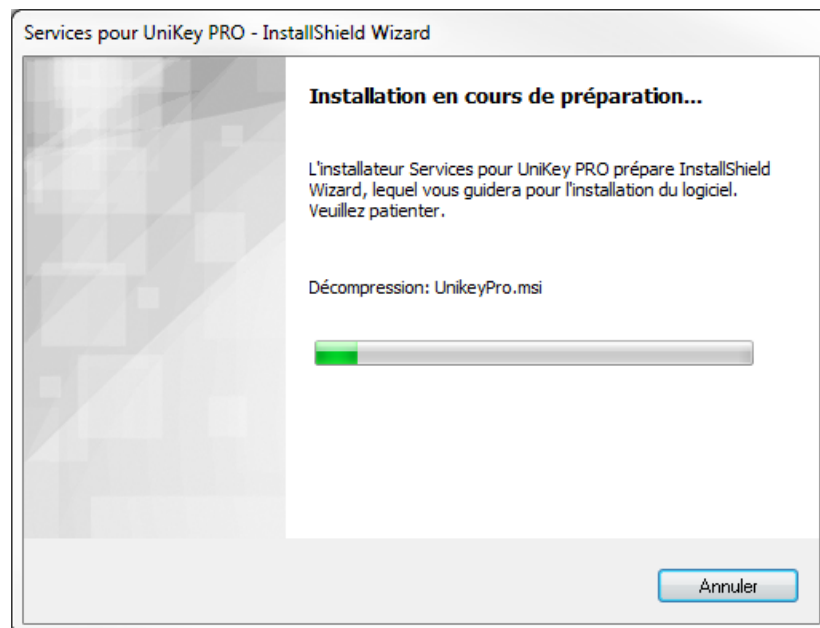 Services pour UniKey PRO - InstallShield Wizard
Installation en cours de préparation...
L'installateur Services pour UniKey PRO prépare InstallShield
Wizard, lequel vous guidera pour l'installation du logiciel.
Veuillez patienter.
Décompression: UnikeyPro.msi
Annuler